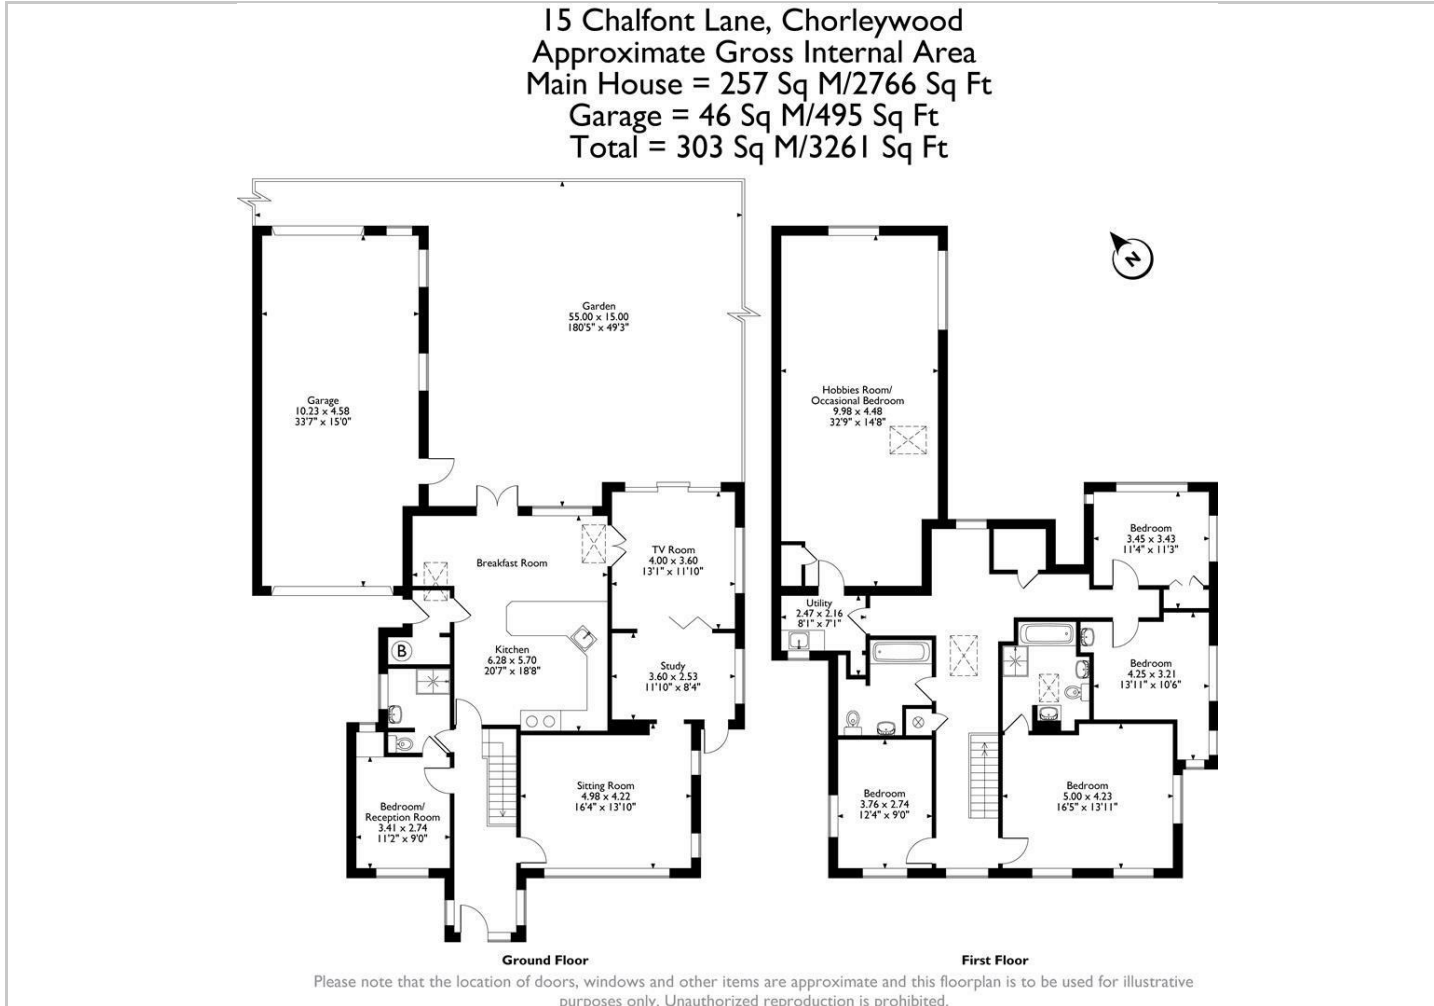 15 Chalfont Lane, Chorleywood
Approximate Gross Internal Area
Main House = 257 Sq M/2766 Sq Ft
Garage = 46 Sq M/495 Sq Ft
Total = 303 Sq M/3261 Sq Ft
N
Garden
55.00 x 15.00
180'5" x 49'3"
Garage
10.23 x 4.58
33'7" x 15'0"
Breakfast Room
TV Room
4.00 x 3.60
13'1" x 11'10"
B
Kitchen
6.28 x 5.70
20'7" x 18'8"
Study
3.60 x 2.53
11'10" x 8'4"
Sitting Room
4.98 x 4.22
16'4" x 13'10"
Bedroom/
Reception Room
3.41 x 2.74
11'2" x 9'0"
Ground Floor
Hobbies Room/
Occasional Bedroom
9.98 x 4.48
32'9" x 14'8"
Bedroom
3.45 x 3.43
11'4" x 11'3"
Utility
2.47 x 2.16
8'1" x 7'1"
Bedroom
4.25 x 3.21
13'11" x 10'6"
Bedroom
3.76 x 2.74
12'4" x 9'0"
Bedroom
5.00 x 4.23
16'5" x 13'11"
First Floor
Please note that the location of doors, windows and other items are approximate and this floorplan is to be used for illustrative
purposes only. Unauthorized reproduction is prohibited.